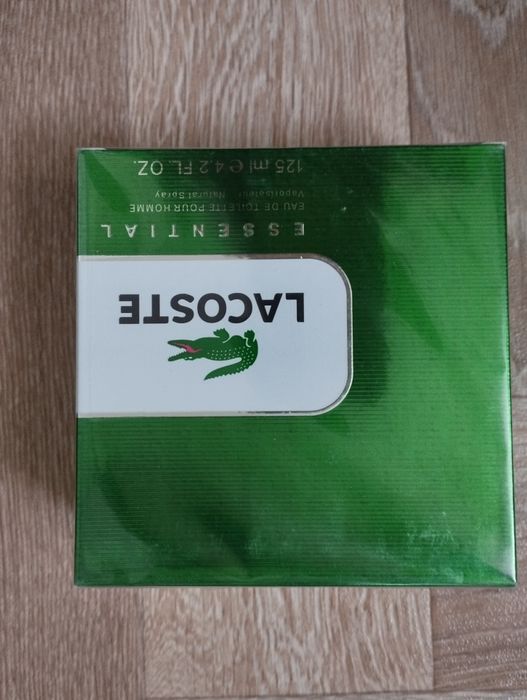 LACOSTE
ESSENTIAL
EAU DE TOILETTE POUR HOMME
Vaporisateur Natural Spray
125 ml e 4.2 FL. OZ.